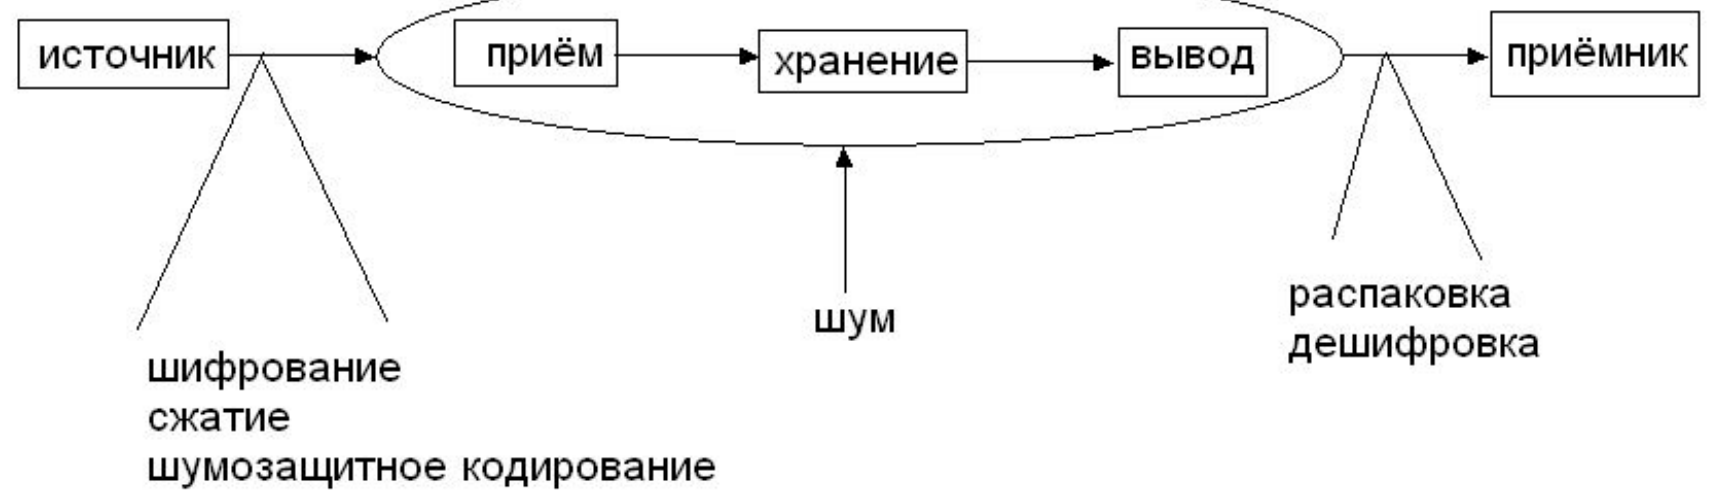 источник
приём
хранение
вывод
приёмник
шум
распаковка
дешифровка
шифрование
сжатие
шумозащитное кодирование